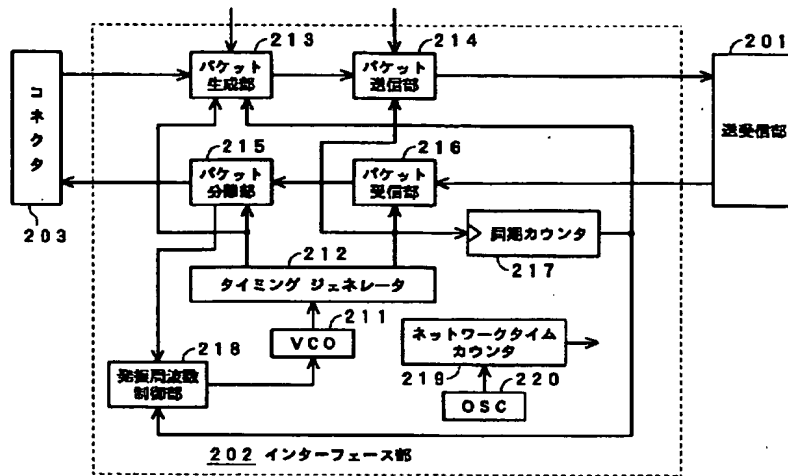 213
214
201
パケット
生成部
パケット
送信部
コネクタ
送受信部
215
216
パケット
分離部
パケット
受信部
203
212
同期カウンタ
217
タイミング ジェネレータ
211
VCO
ネットワークタイム
カウンタ
218
219
220
発振周波数
制御部
OSC
202 インターフェース部